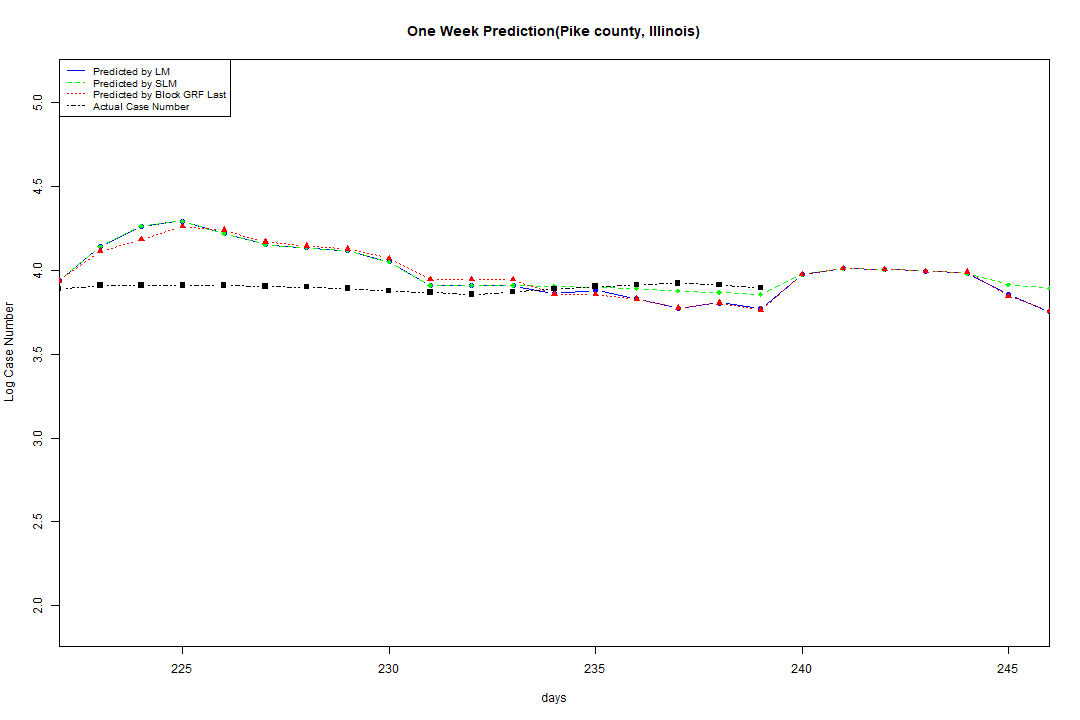 One Week Prediction(Pike county, Illinois)
Predicted by LM
Predicted by SLM
Predicted by Block GRF Last
Actual Case Number
5.0
4.5
4.0
3.5
3.0
2.5
2.0
Log Case Number
225
230
235
240
245
days